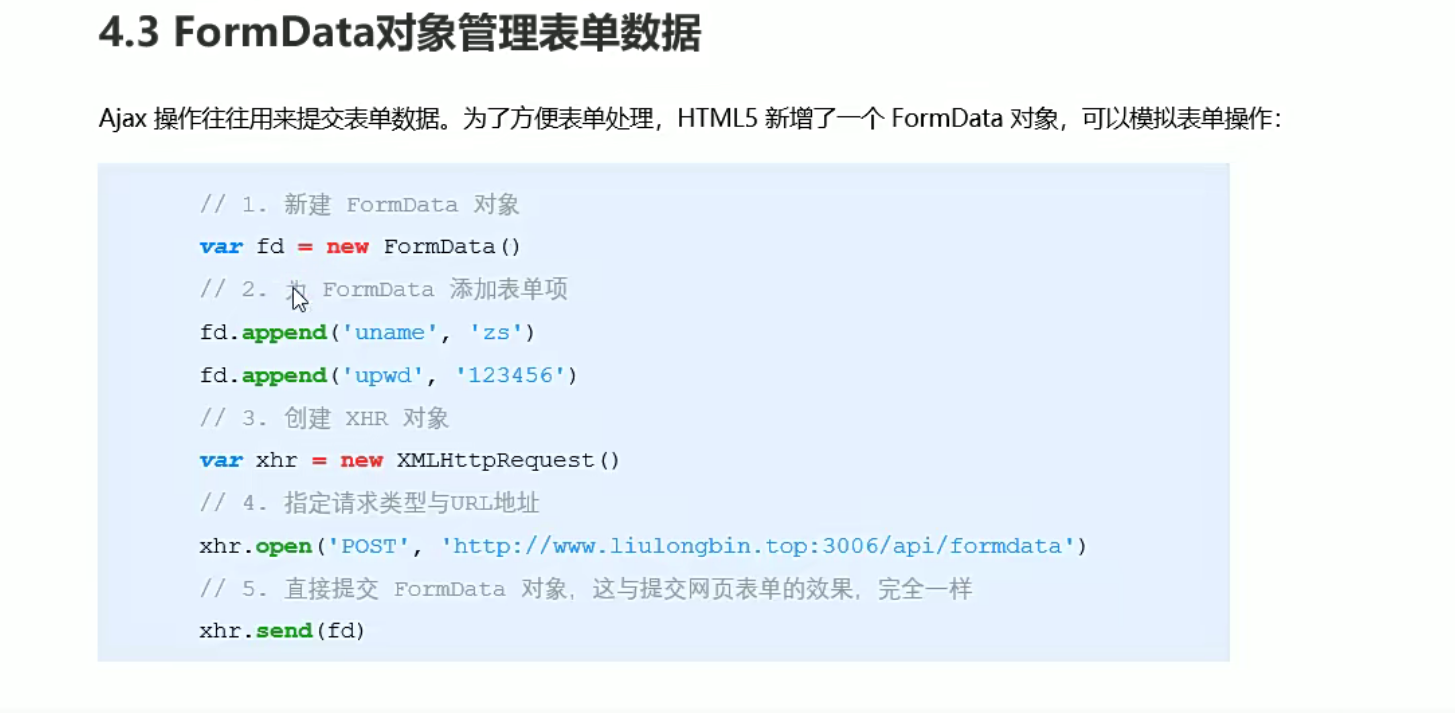 4.3 FormData对象管理表单数据
Ajax 操作往往用来提交表单数据。为了方便表单处理，HTML5 新增了一个 FormData 对象，可以模拟表单操作：
// 1. 新建 FormData 对象
var fd = new FormData()
// 2. 为 FormData 添加表单项
fd.append('uname', 'zs')
fd.append('upwd', '123456')
// 3. 创建 XHR 对象
var xhr = new XMLHttpRequest()
// 4. 指定请求类型与URL地址
xhr.open('POST', 'http://www.liulongbin.top:3006/api/formdata')
// 5. 直接提交 FormData 对象，这与提交网页表单的效果，完全一样
xhr.send(fd)